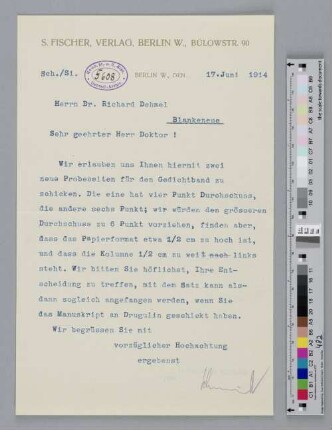 S. FISCHER, VERLAG, BERLIN W., BÜLOWSTR. 90
Sch./Si.
5608
BERLIN W., DEN 17. Juni 1914
Herrn Dr. Richard Dehmel
Blankenese
Sehr geehrter Herr Doktor !
Wir erlauben uns Ihnen hiermit zwei
neue Probeseiten für den Gedichtband zu
schicken. Die eine hat vier Punkt Durchschuss,
die andere sechs Punkt; wir würden den grösseren
Durchschuss zu 6 Punkt vorziehen, finden aber,
dass das Papierformat etwa 1/2 cm zu hoch ist,
und dass die Kolumne 1/2 cm zu weit nach links
steht. Wir bitten Sie höflichst, Ihre Ent-
scheidung zu treffen, mit dem Satz kann als-
dann sogleich angefangen werden, wenn Sie
das Manuskript an Drugulin geschickt haben.
Wir begrüssen Sie mit
vorzüglicher Hochachtung
ergebenst